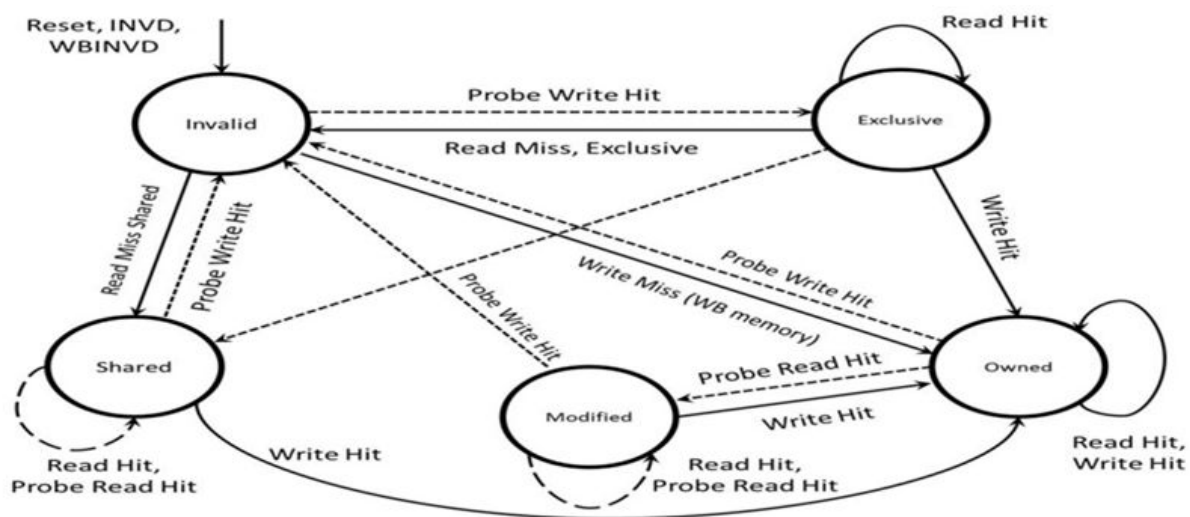 Reset, INVD,
WBINVD
Read Hit
Probe Write Hit
Invalid
Exclusive
Read Miss, Exclusive
Read Miss Shared
Probe Write Hit
Probe Write Hit
Write Miss (WB memory)
Probe Write Hit
Write Hit
Shared
Probe Read Hit
Owned
Modified
Write Hit
Read Hit,
Probe Read Hit
Write Hit
Read Hit,
Probe Read Hit
Read Hit,
Write Hit